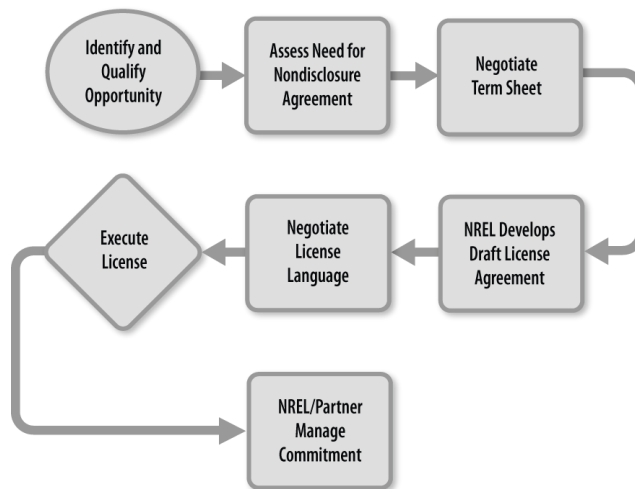 Identify and
Qualify
Opportunity
Assess Need for
Nondisclosure
Agreement
Negotiate
Term Sheet
NREL Develops
Draft License
Agreement
Negotiate
License
Language
Execute
License
NREL/Partner
Manage
Commitment